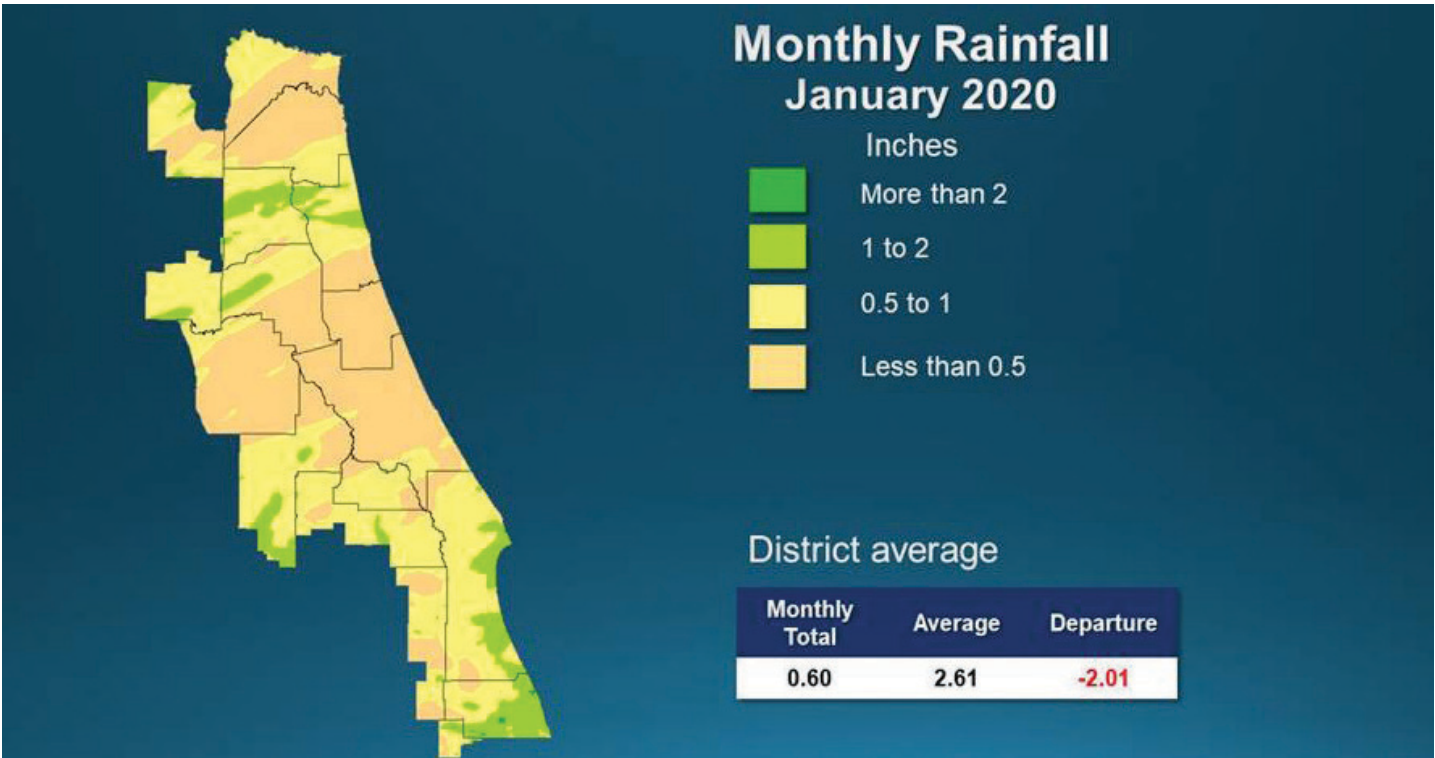 Monthly Rainfall
January 2020
Inches
More than 2
1 to 2
0.5 to 1
Less than 0.5
District average
Monthly Total Average Departure
0.60 2.61 -2.01